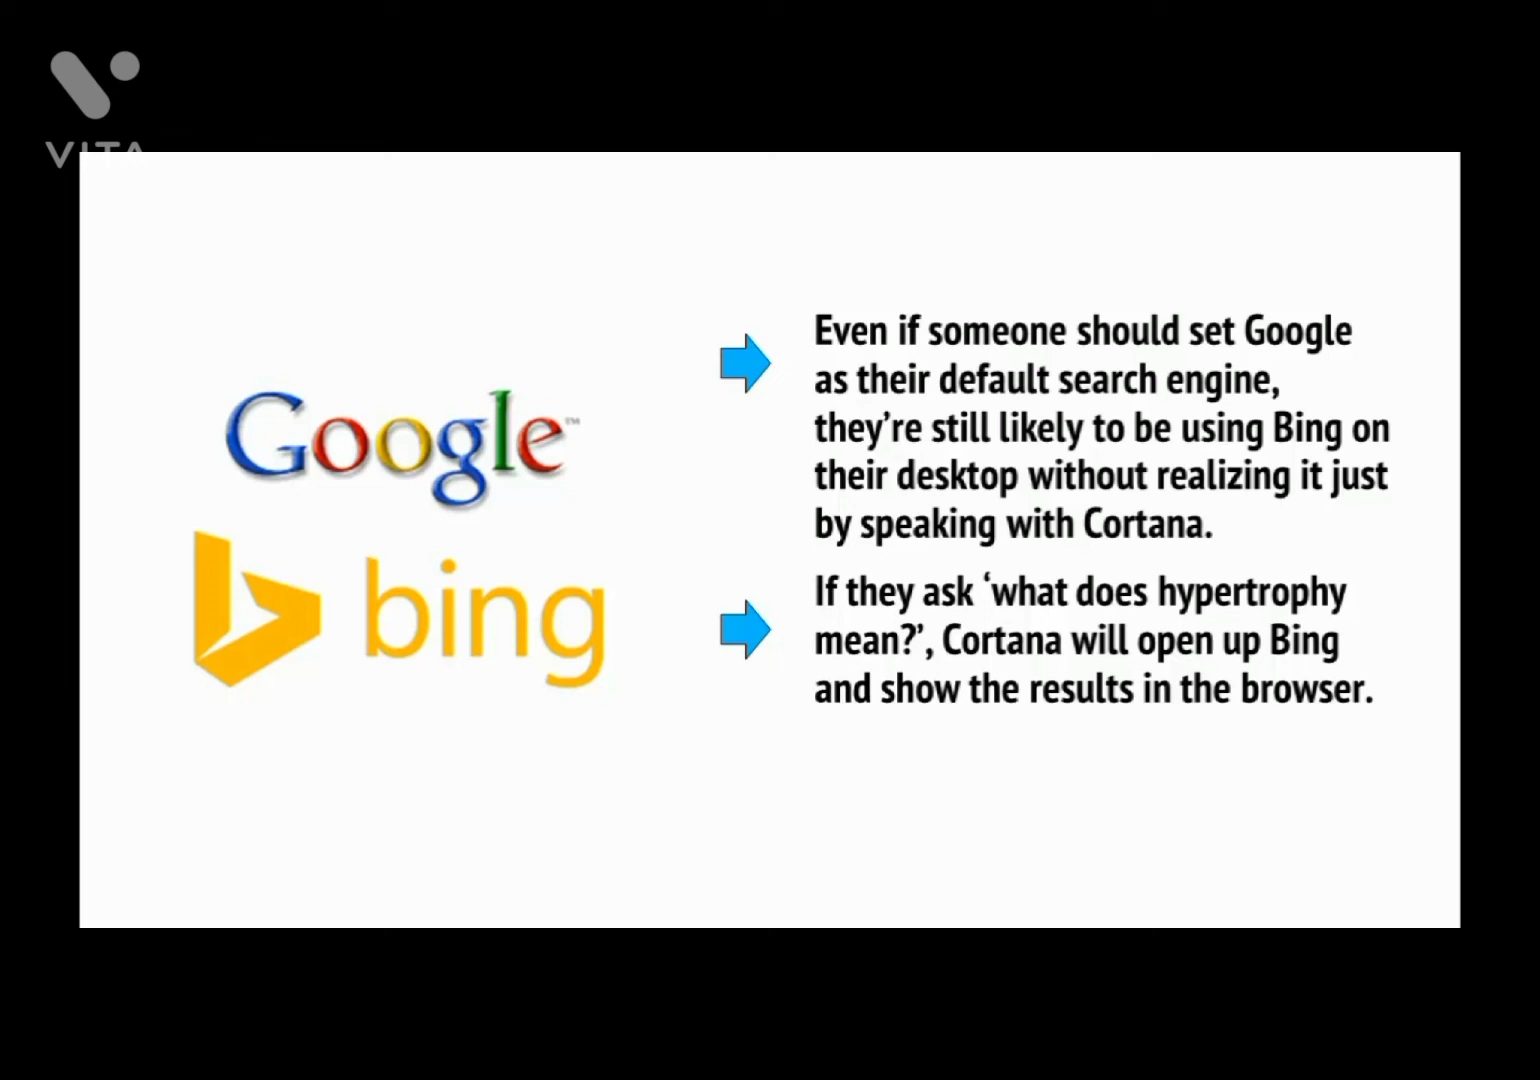 VITA
Google™
bing
Even if someone should set Google
as their default search engine,
they’re still likely to be using Bing on
their desktop without realizing it just
by speaking with Cortana.
If they ask ‘what does hypertrophy
mean?’, Cortana will open up Bing
and show the results in the browser.